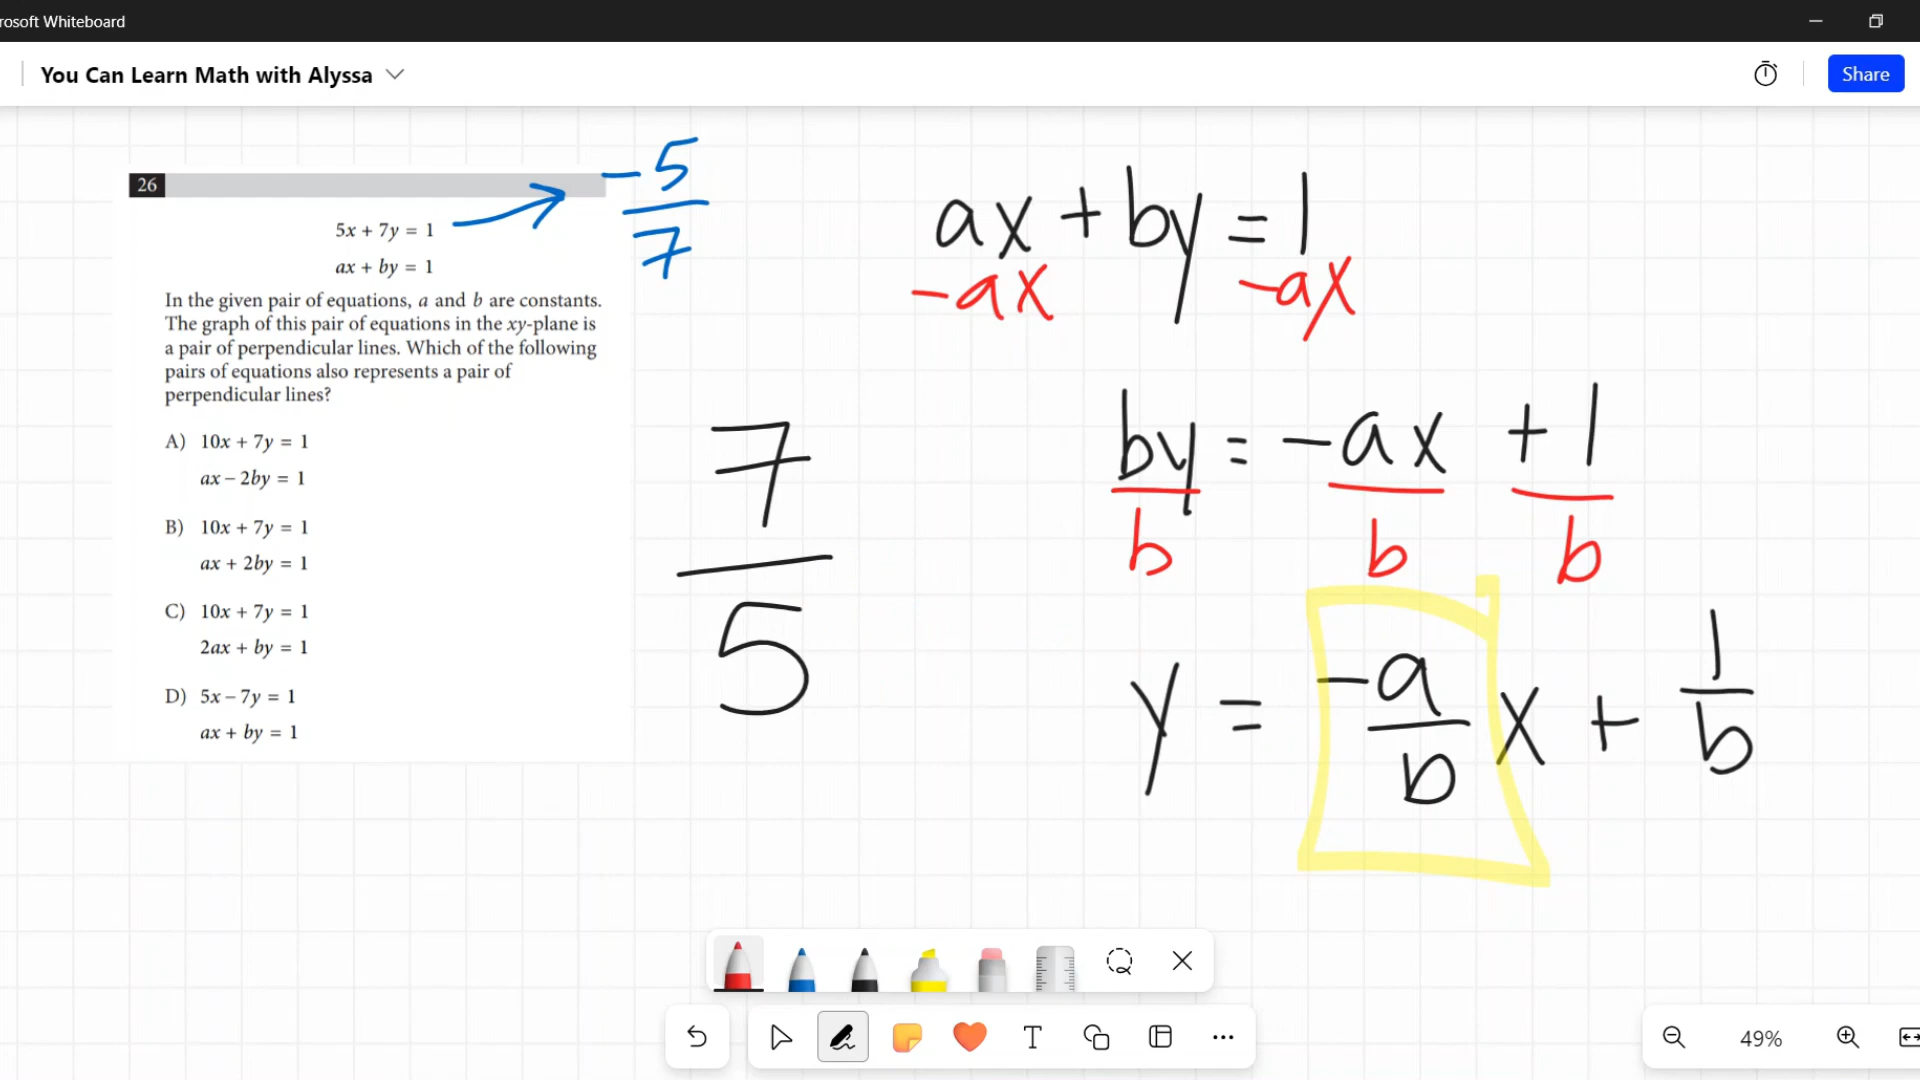 rosoft Whiteboard
You Can Learn Math with Alyssa
Share
26
5x + 7y = 1
ax + by = 1
In the given pair of equations, a and b are constants.
The graph of this pair of equations in the xy-plane is
a pair of perpendicular lines. Which of the following
pairs of equations also represents a pair of
perpendicular lines?
A) 10x + 7y = 1
ax – 2by = 1
B) 10x + 7y = 1
ax + 2by = 1
C) 10x + 7y = 1
2ax + by = 1
D) 5x – 7y = 1
ax + by = 1
-5
7
7
5
ax + by = 1
-ax -ax
by = -ax + 1
b b b
y = -a/b x + 1/b
T
49%